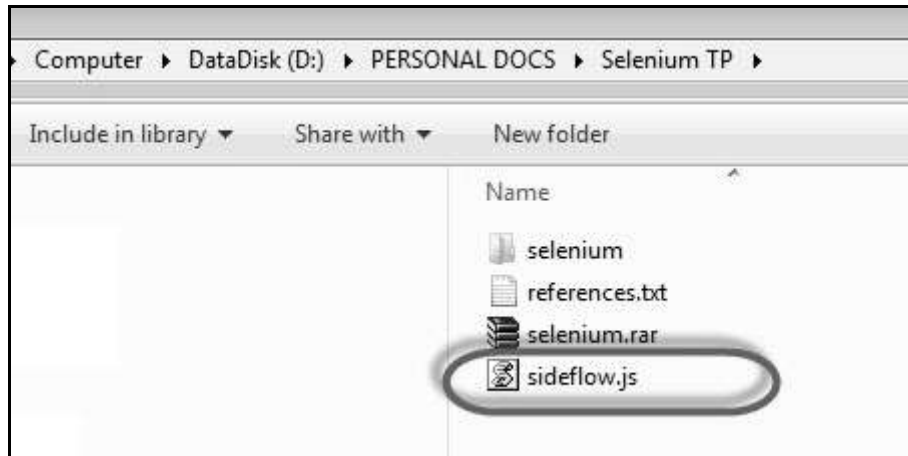 Computer ▸ DataDisk (D:) ▸ PERSONAL DOCS ▸ Selenium TP ▸
Include in library ▾ Share with ▾ New folder
Name
selenium
references.txt
selenium.rar
sideflow.js